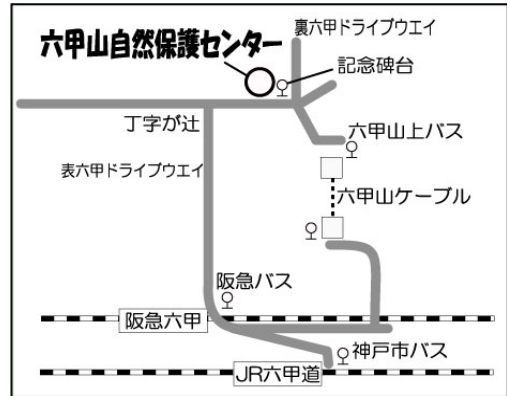 裏六甲ドライブウエイ
六甲山自然保護センター
記念碑台
丁字が辻
六甲山上バス
表六甲ドライブウエイ
六甲山ケーブル
阪急バス
阪急六甲
神戸市バス
JR六甲道